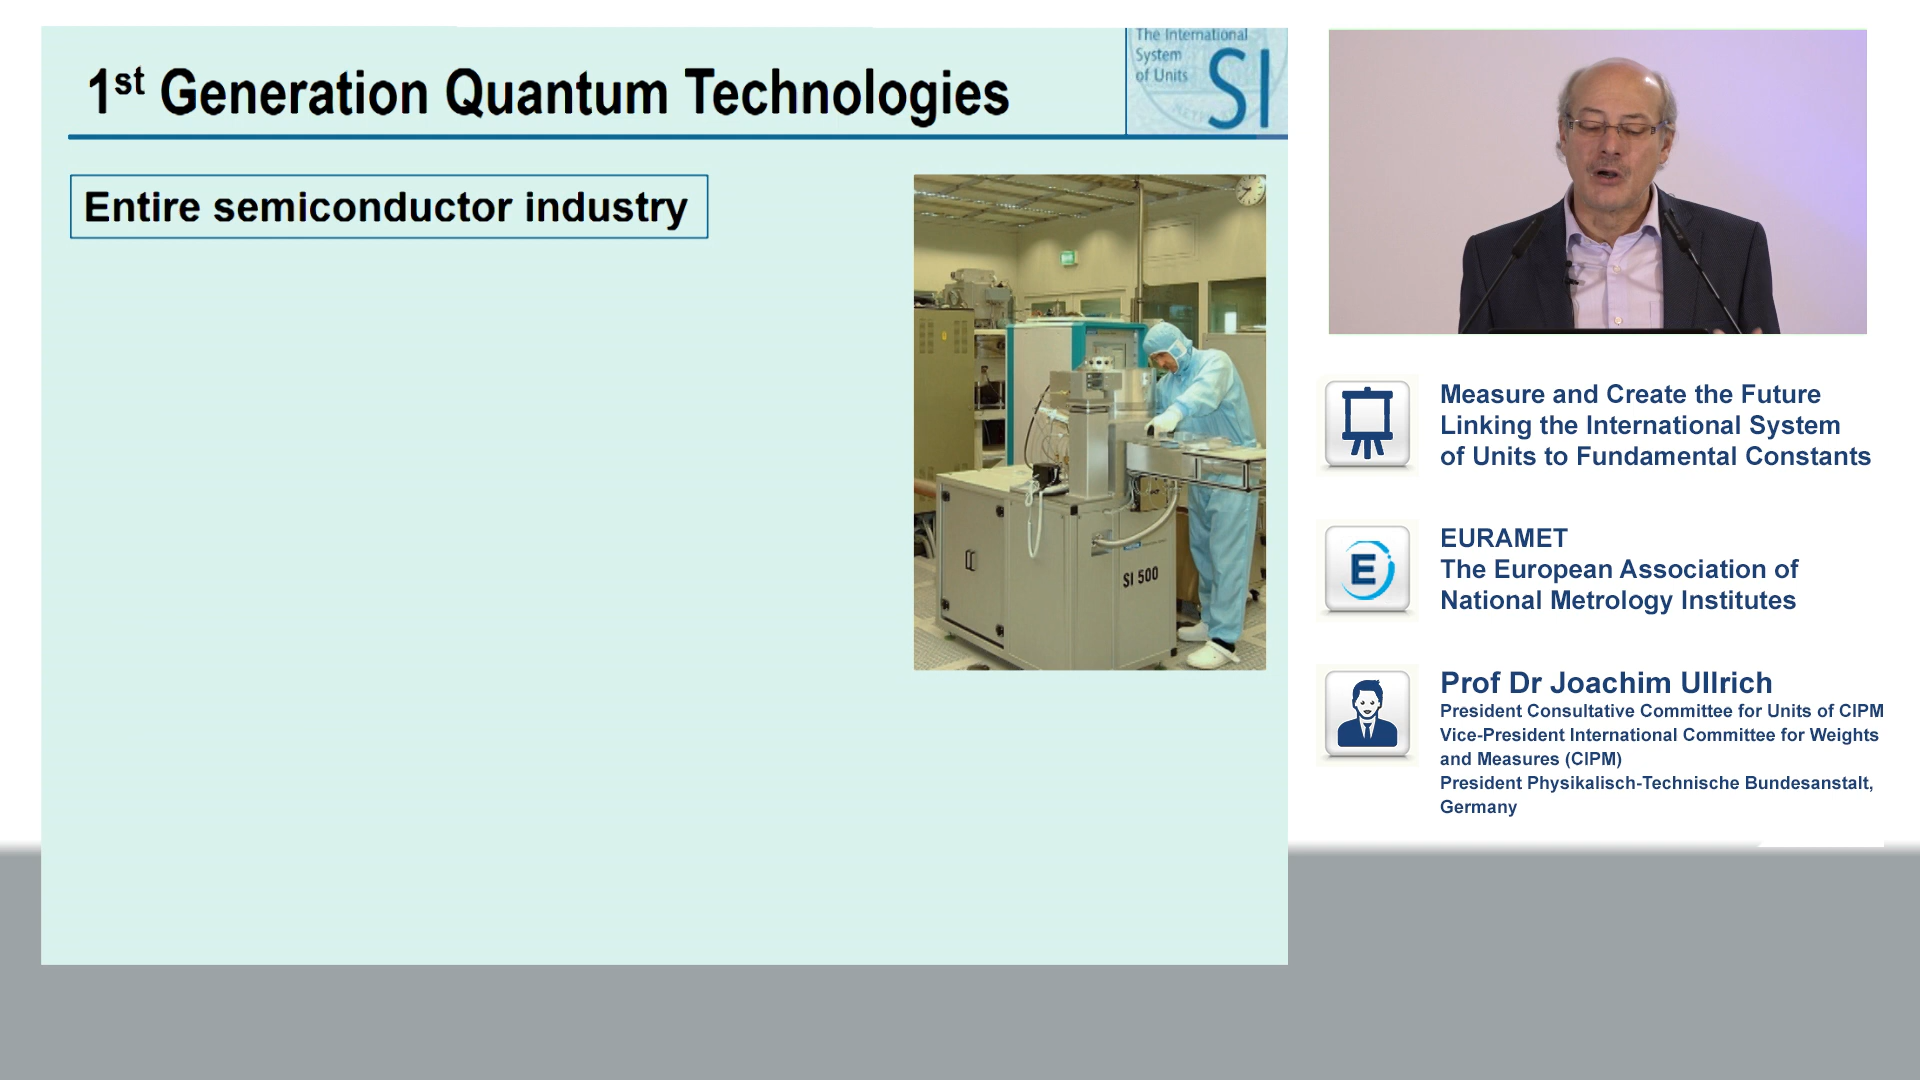 1st Generation Quantum Technologies
The International
System
of Units
SI
Entire semiconductor industry
SI 500
Measure and Create the Future
Linking the International System
of Units to Fundamental Constants
E
EURAMET
The European Association of
National Metrology Institutes
Prof Dr Joachim Ullrich
President Consultative Committee for Units of CIPM
Vice-President International Committee for Weights
and Measures (CIPM)
President Physikalisch-Technische Bundesanstalt,
Germany